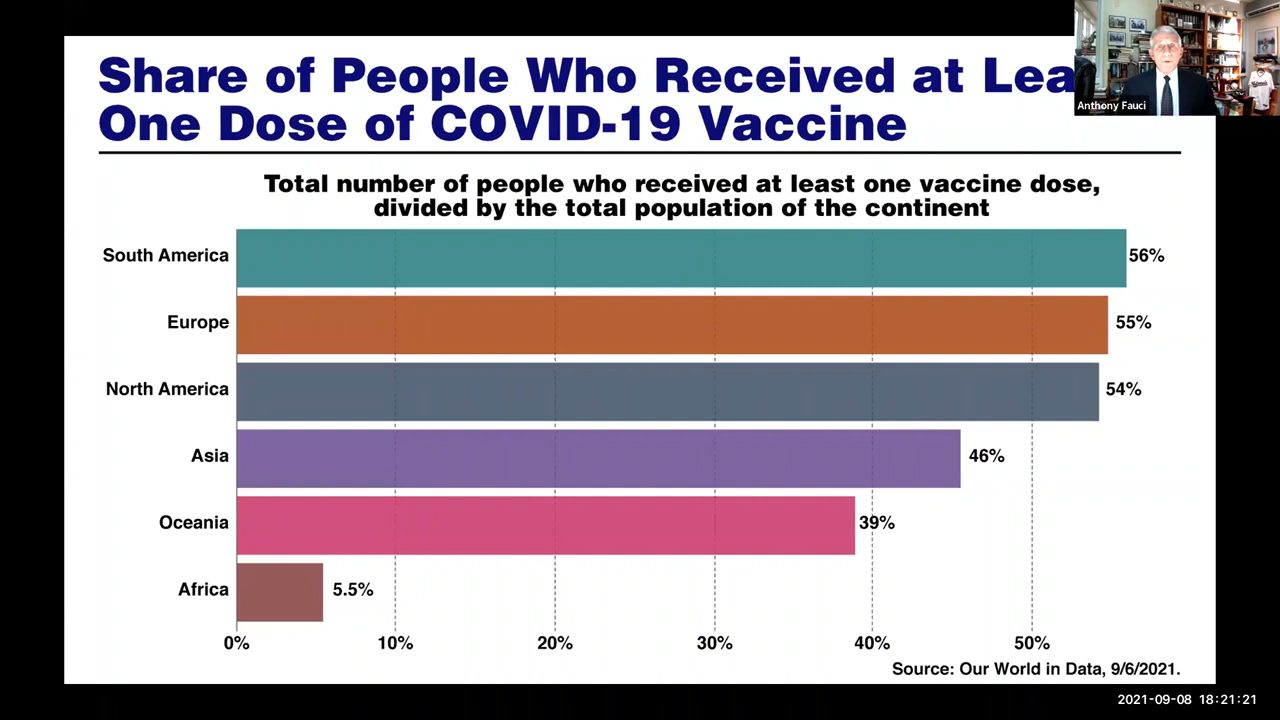 Share of People Who Received at Lea
One Dose of COVID-19 Vaccine
Anthony Fauci
Total number of people who received at least one vaccine dose,
divided by the total population of the continent
South America 56%
Europe 55%
North America 54%
Asia 46%
Oceania 39%
Africa 5.5%
0% 10% 20% 30% 40% 50%
Source: Our World in Data, 9/6/2021.
2021-09-08 18:21:21